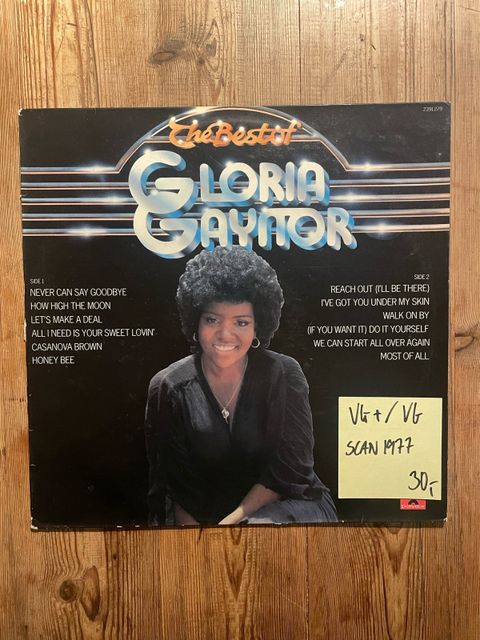 2391 279
The Best of
GLORIA
GAYNOR
SIDE 1
NEVER CAN SAY GOODBYE
HOW HIGH THE MOON
LET'S MAKE A DEAL
ALL I NEED IS YOUR SWEET LOVIN'
CASANOVA BROWN
HONEY BEE
SIDE 2
REACH OUT (I'LL BE THERE)
I'VE GOT YOU UNDER MY SKIN
WALK ON BY
(IF YOU WANT IT) DO IT YOURSELF
WE CAN START ALL OVER AGAIN
MOST OF ALL
VG+/VG
SCAN 1977
30,-